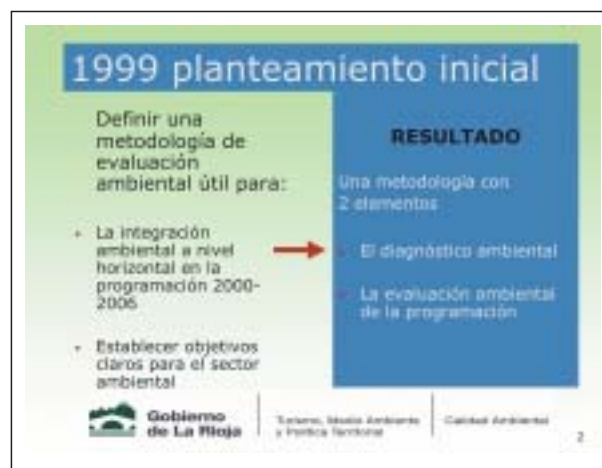 1999 planteamiento inicial
Definir una
metodología de
evaluación
ambiental útil para:
La integración
ambiental a nivel
horizontal en la
programación 2000-
2006
Establecer objetivos
claros para el sector
ambiental
RESULTADO
Una metodología con
2 elementos
El diagnóstico ambiental
La evaluación ambiental
de la programación
Gobierno
de La Rioja
Turismo, Medio Ambiente
y Política Territorial
Calidad Ambiental
2